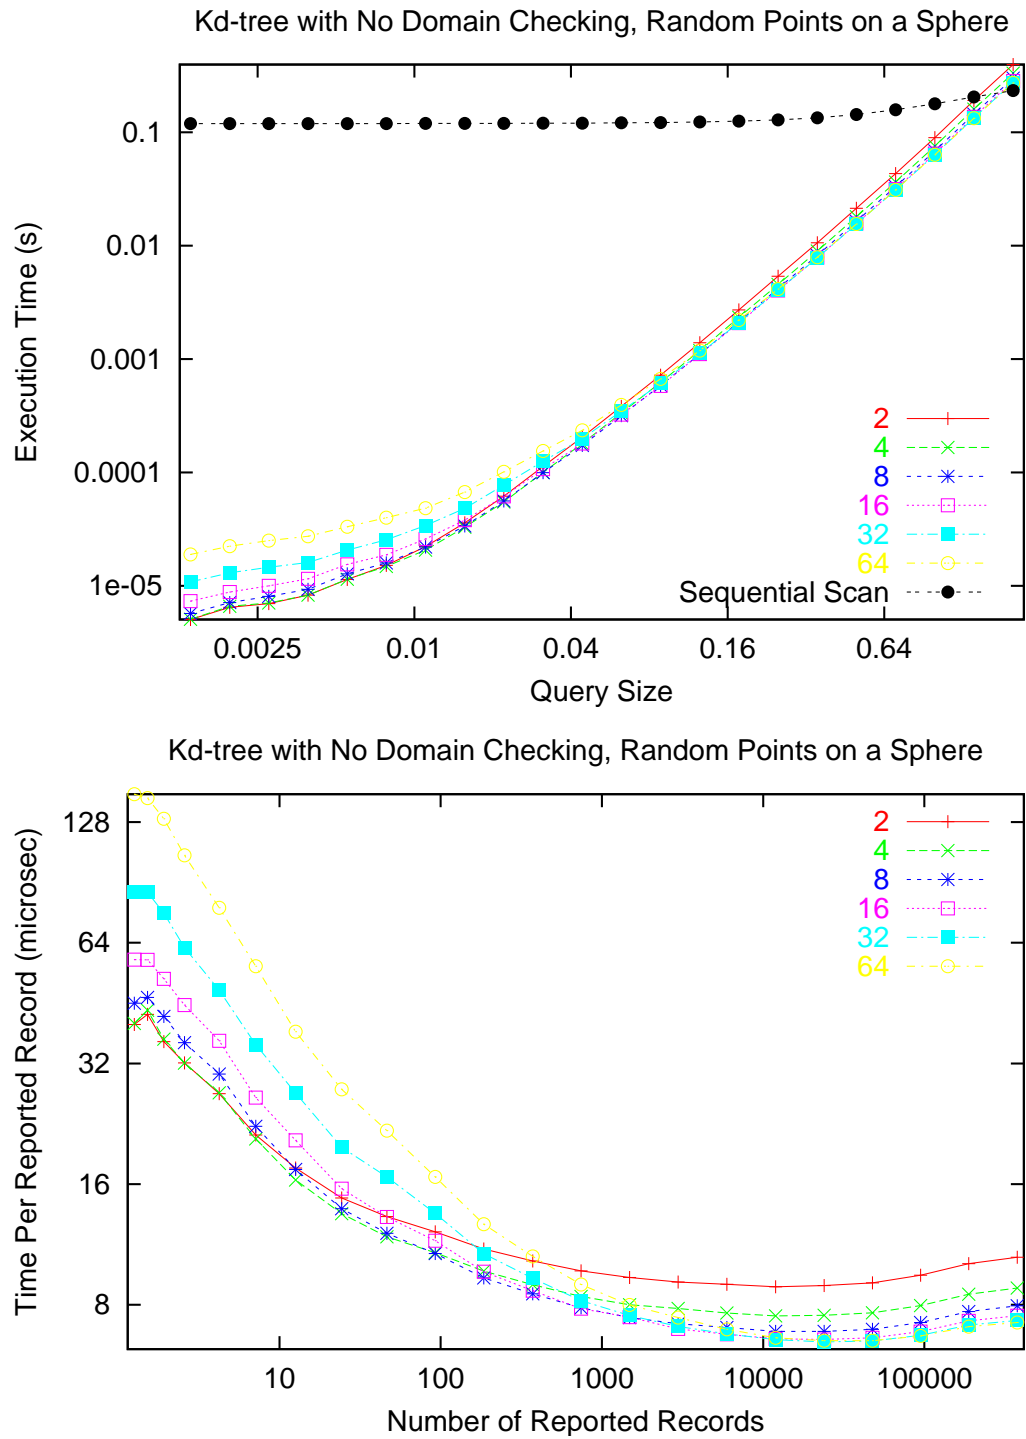 Kd-tree with No Domain Checking, Random Points on a Sphere
0.1
0.01
0.001
0.0001
1e-05
Execution Time (s)
2
4
8
16
32
64
Sequential Scan
0.0025 0.01 0.04 0.16 0.64
Query Size
Kd-tree with No Domain Checking, Random Points on a Sphere
128
64
32
16
8
Time Per Reported Record (microsec)
2
4
8
16
32
64
10 100 1000 10000 100000
Number of Reported Records